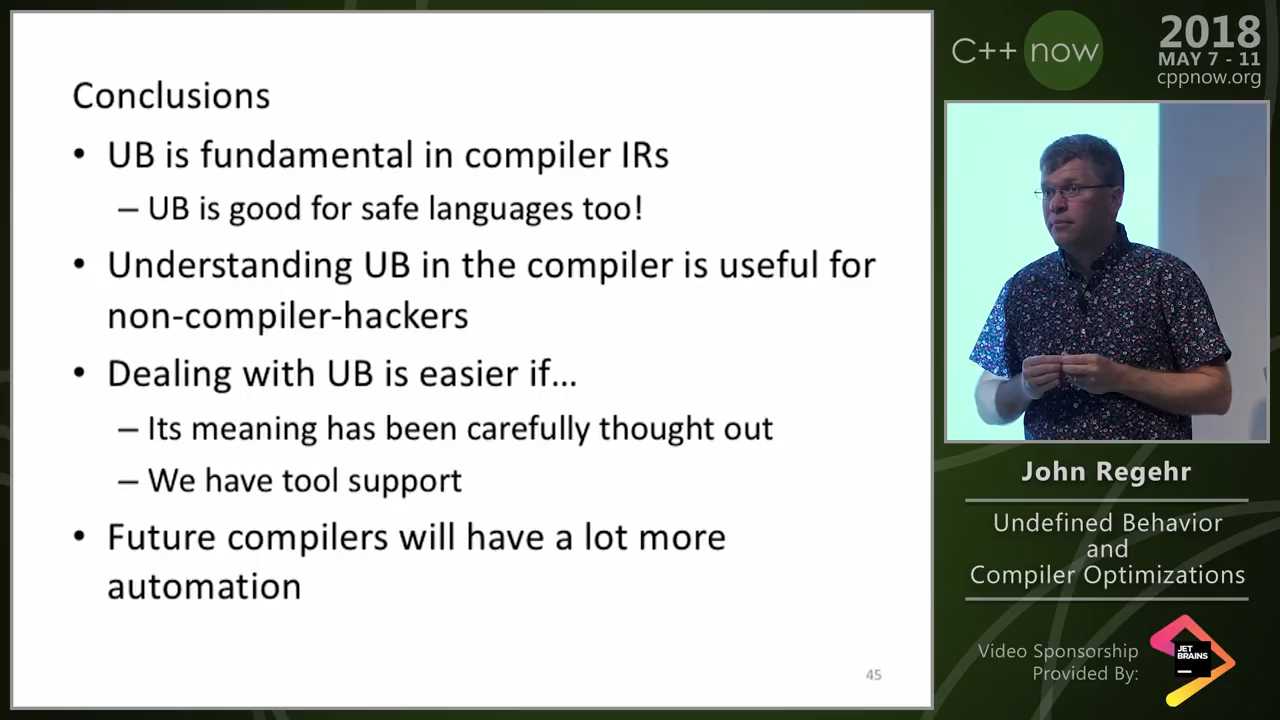 Conclusions
• UB is fundamental in compiler IRs
– UB is good for safe languages too!
• Understanding UB in the compiler is useful for
non-compiler-hackers
• Dealing with UB is easier if…
– Its meaning has been carefully thought out
– We have tool support
• Future compilers will have a lot more
automation
45
C++ now
2018
MAY 7 - 11
cppnow.org
John Regehr
Undefined Behavior
and
Compiler Optimizations
Video Sponsorship
Provided By:
JET
BRAINS